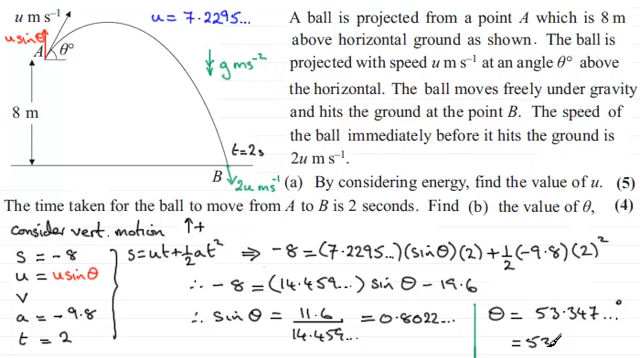 u m s⁻¹
u = 7.2295...
usinθ
A
θ°
g ms⁻²
8 m
t=2s
B
2u ms⁻¹
A ball is projected from a point A which is 8 m
above horizontal ground as shown. The ball is
projected with speed u m s⁻¹ at an angle θ° above
the horizontal. The ball moves freely under gravity
and hits the ground at the point B. The speed of
the ball immediately before it hits the ground is
2u m s⁻¹.
(a) By considering energy, find the value of u. (5)
The time taken for the ball to move from A to B is 2 seconds. Find (b) the value of θ, (4)
Consider vert. motion ↑+
s = -8
u = usinθ
v
a = -9.8
t = 2
s=ut+½at² ⇒ -8=(7.2295...)(sinθ)(2)+½(-9.8)(2)²
∴ -8 = (14.459...) sinθ - 19.6
∴ sinθ = 11.6/14.459... = 0.8022...
θ = 53.347...°